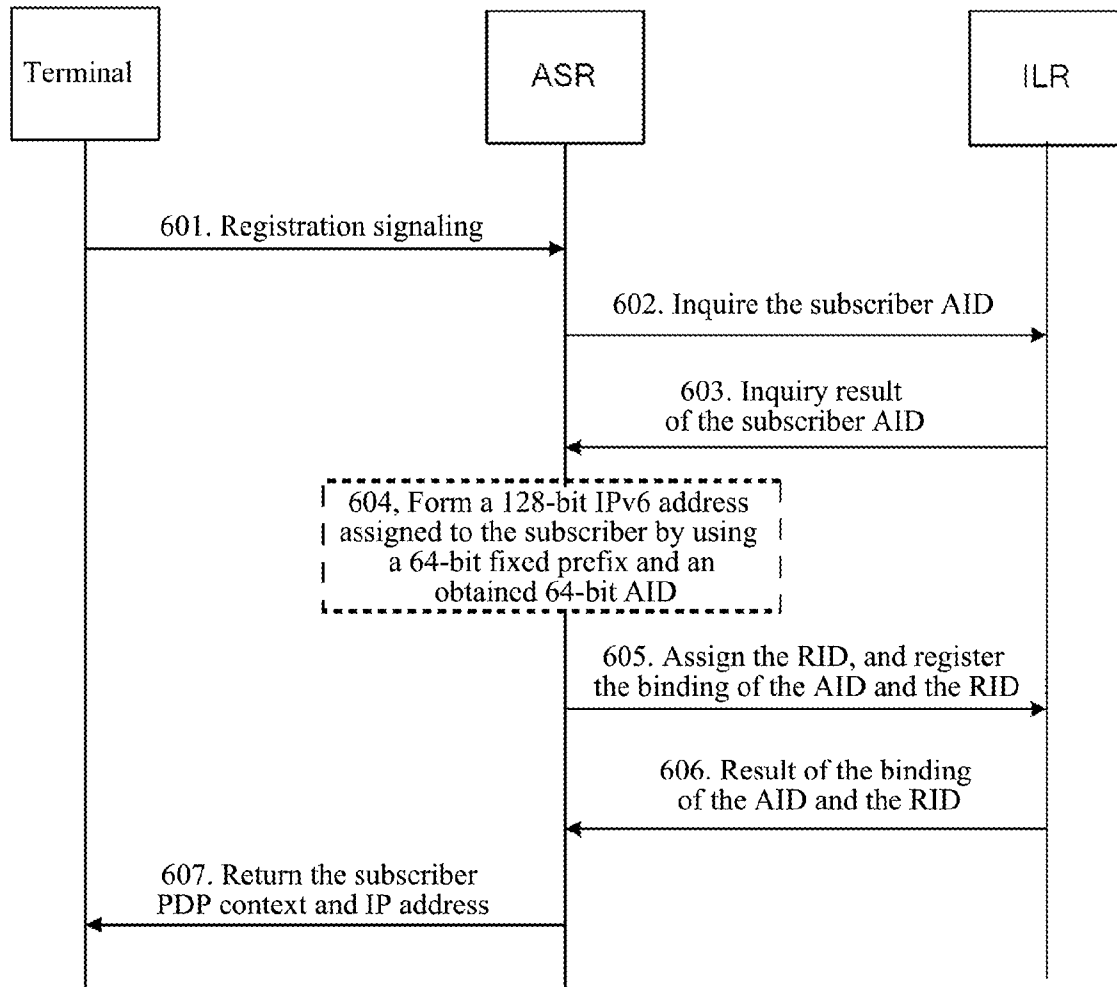 Terminal
ASR
ILR
601. Registration signaling
602. Inquire the subscriber AID
603. Inquiry result
of the subscriber AID
604, Form a 128-bit IPv6 address
assigned to the subscriber by using
a 64-bit fixed prefix and an
obtained 64-bit AID
605. Assign the RID, and register
the binding of the AID and the RID
606. Result of the binding
of the AID and the RID
607. Return the subscriber
PDP context and IP address